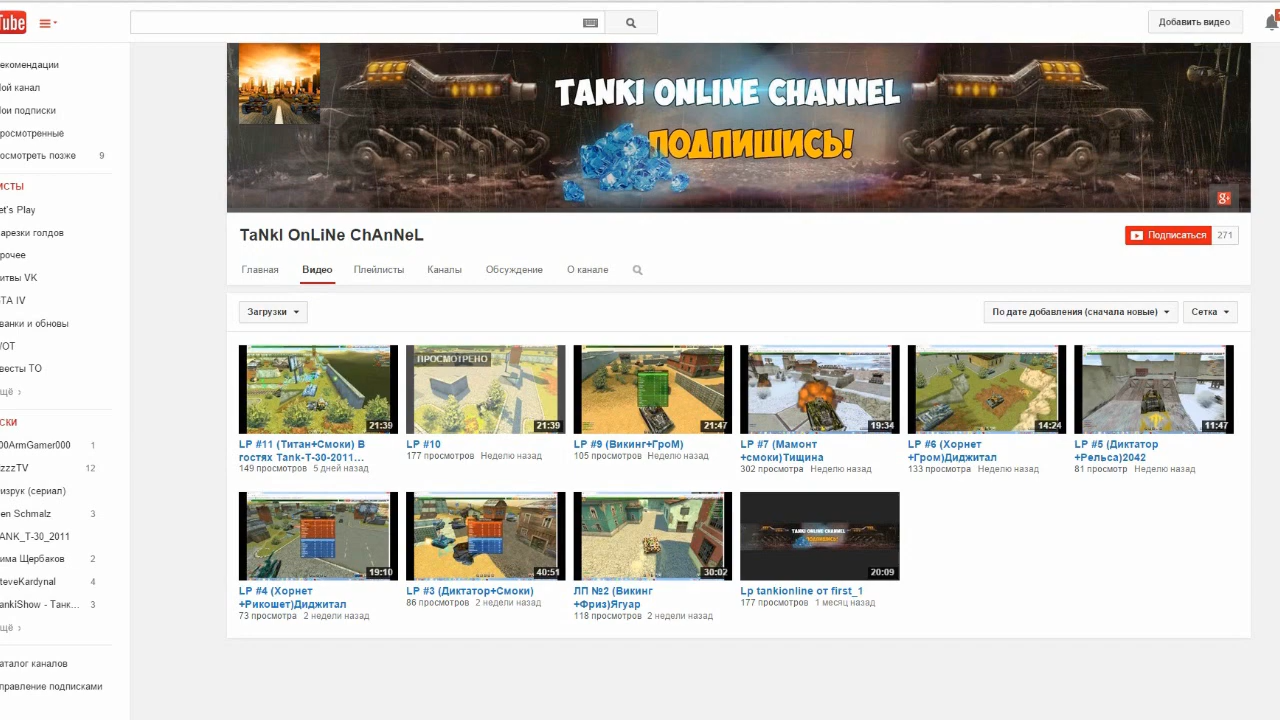 Tube
Добавить видео
екомендации
ой канал
ои подписки
росмотренные
осмотреть позже 9
исты
et's Play
арезки голдов
рочее
итвы VK
ТА IV
ванки и обновы
/ОТ
весты ТО
щё ›
СКИ
00ArmGamer000 1
izzzTV 12
изрук (сериал)
en Schmalz 3
ANK_T-30_2011
има Щербаков 2
teveKardynal 4
ankiShow - Танк... 3
щё ›
аталог каналов
правление подписками
TANKI ONLINE CHANNEL
ПОДПИШИСЬ!
TaNkI OnLiNe ChAnNeL
Подписаться 271
Главная Видео Плейлисты Каналы Обсуждение О канале
Загрузки
По дате добавления (сначала новые) Сетка
21:39
ПРОСМОТРЕНО
21:39
21:47
19:34
14:24
11:47
LP #11 (Титан+Смоки) В
гостях Tank-T-30-2011...
149 просмотров 5 дней назад
LP #10
177 просмотров Неделю назад
LP #9 (Викинг+ГроМ)
105 просмотров Неделю назад
LP #7 (Мамонт
+смоки)Тищина
302 просмотра Неделю назад
LP #6 (Хорнет
+Гром)Диджитал
133 просмотра Неделю назад
LP #5 (Диктатор
+Рельса)2042
81 просмотр Неделю назад
19:10
40:51
30:02
TANKI ONLINE CHANNEL
ПОДПИШИСЬ!
20:09
LP #4 (Хорнет
+Рикошет)Диджитал
73 просмотра 2 недели назад
LP #3 (Диктатор+Смоки)
86 просмотров 2 недели назад
ЛП №2 (Викинг
+Фриз)Ягуар
118 просмотров 2 недели назад
Lp tankionline от first_1
177 просмотров 1 месяц назад